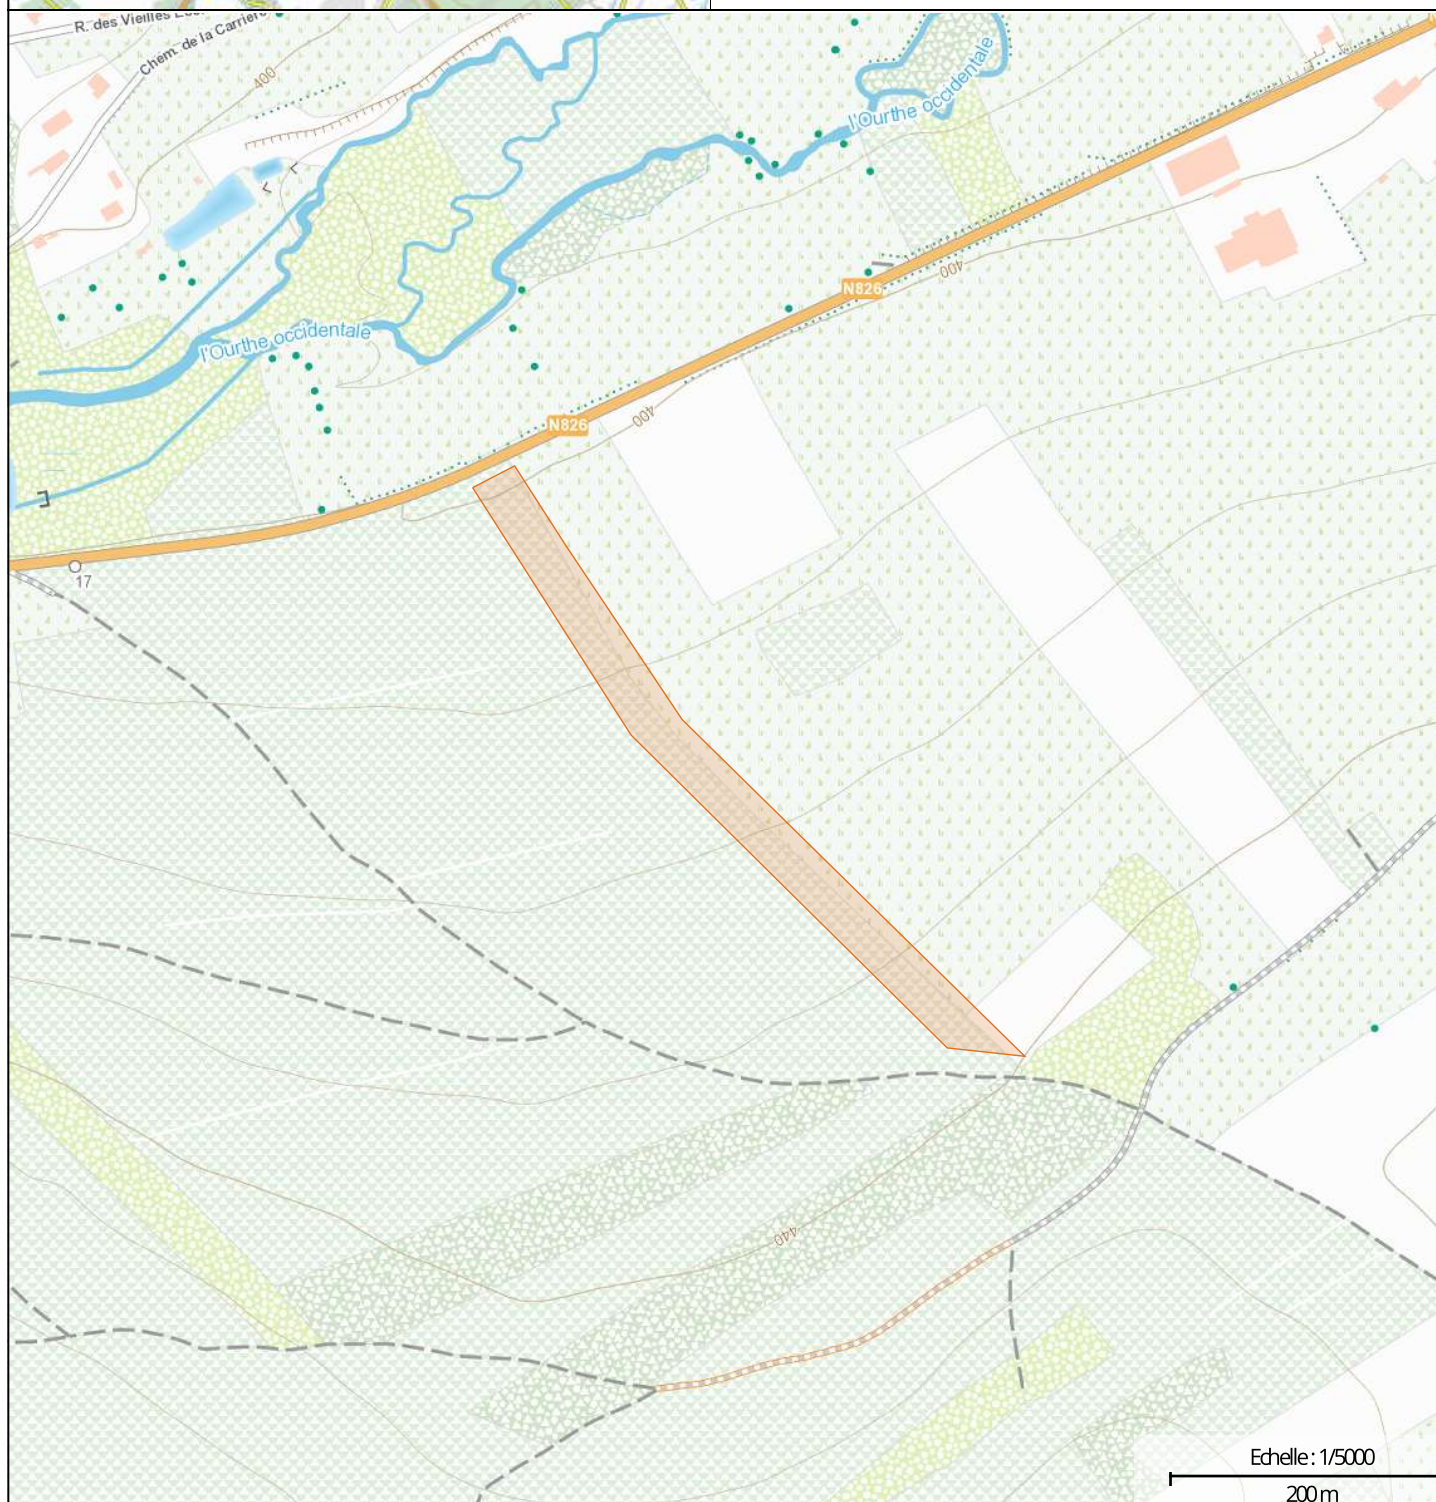 R. des Vieilles
Chem. de la Carrière
400
l'Ourthe occidentale
N826
400
l'Ourthe occidentale
N826
400
17
440
Echelle : 1/5000
200 m